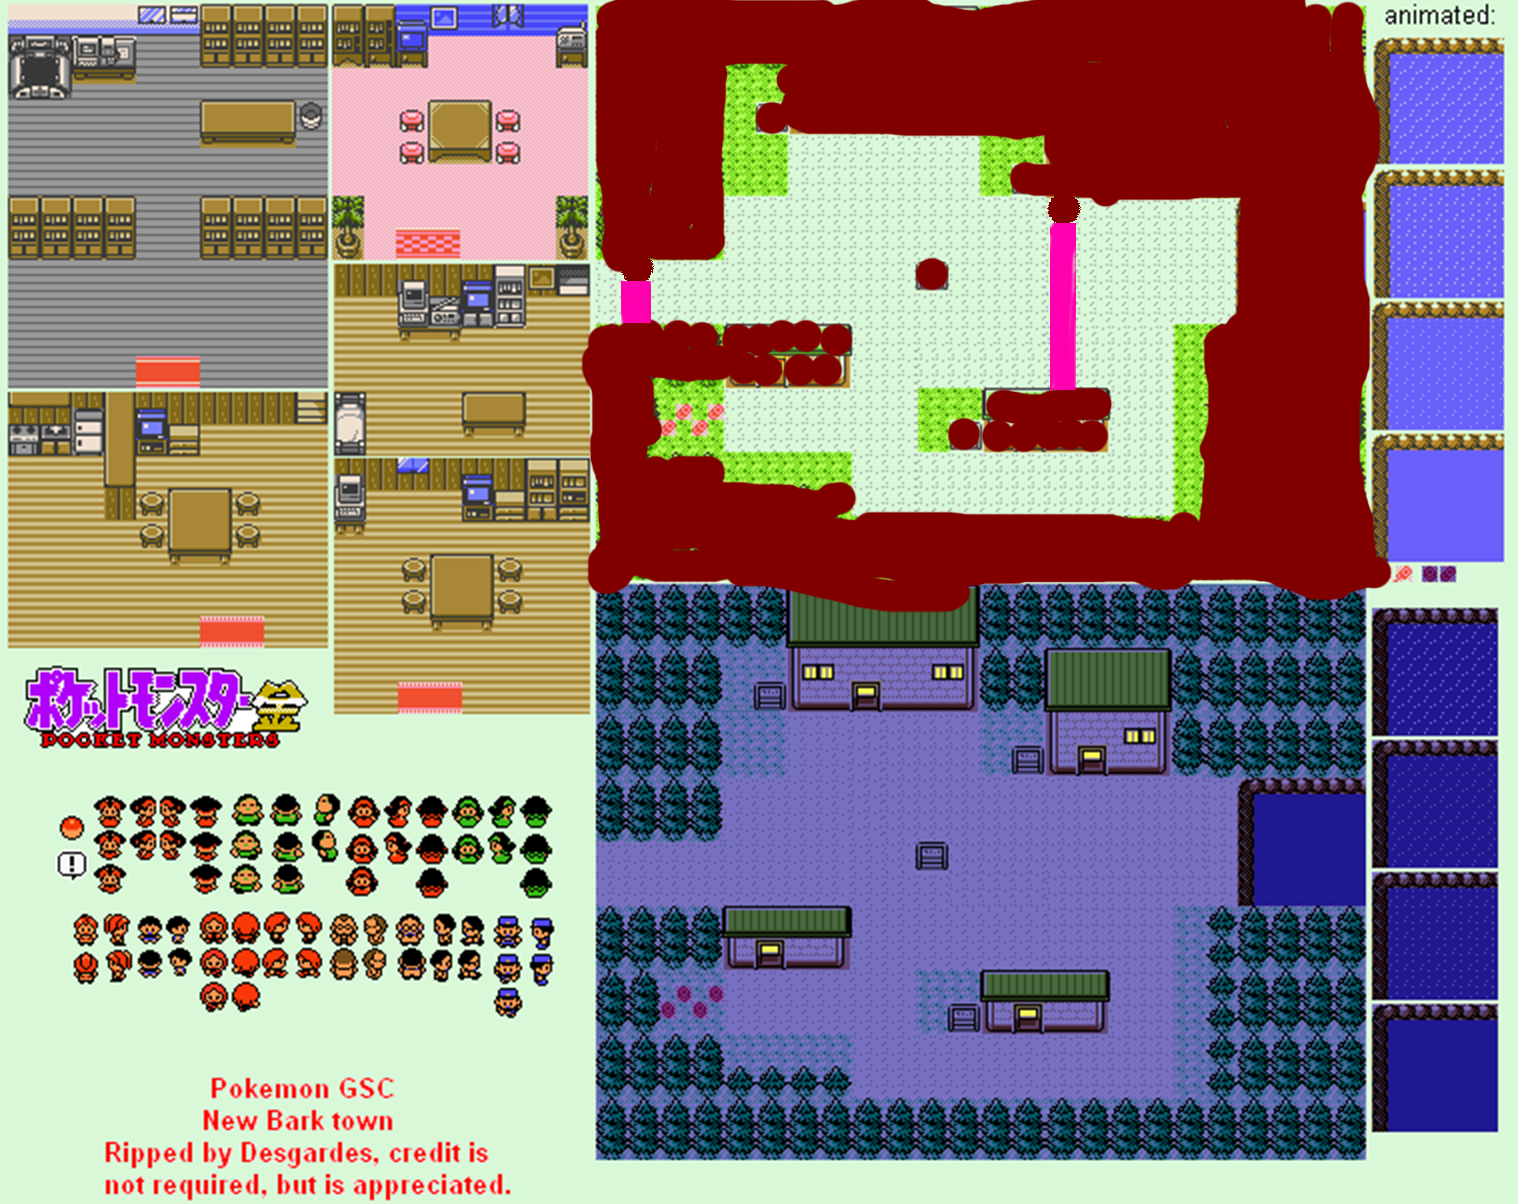 animated:
ポケットモンスター金
POCKET MONSTERS
!
Pokemon GSC
New Bark town
Ripped by Desgardes, credit is
not required, but is appreciated.